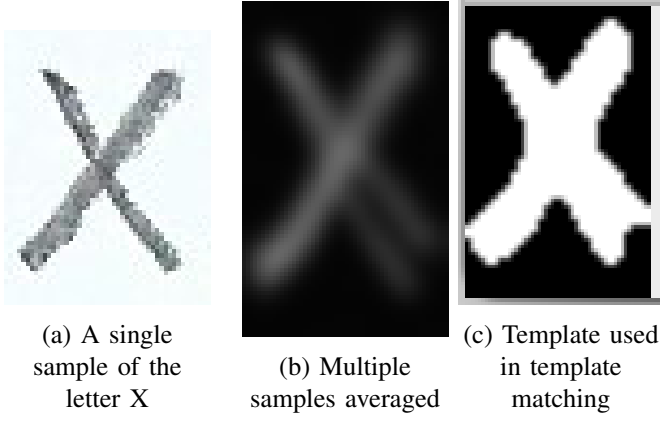 X
(a) A single
sample of the
letter X
X
(b) Multiple
samples averaged
X
(c) Template used
in template
matching